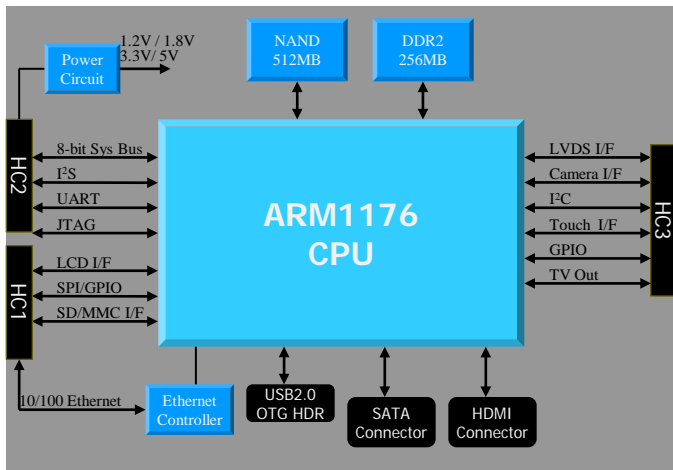 1.2V / 1.8V
3.3V/ 5V
Power
Circuit
NAND
512MB
DDR2
256MB
HC2
8-bit Sys Bus
I²S
UART
JTAG
HC1
LCD I/F
SPI/GPIO
SD/MMC I/F
10/100 Ethernet
ARM1176
CPU
LVDS I/F
Camera I/F
I²C
Touch I/F
GPIO
TV Out
HC3
Ethernet
Controller
USB2.0
OTG HDR
SATA
Connector
HDMI
Connector